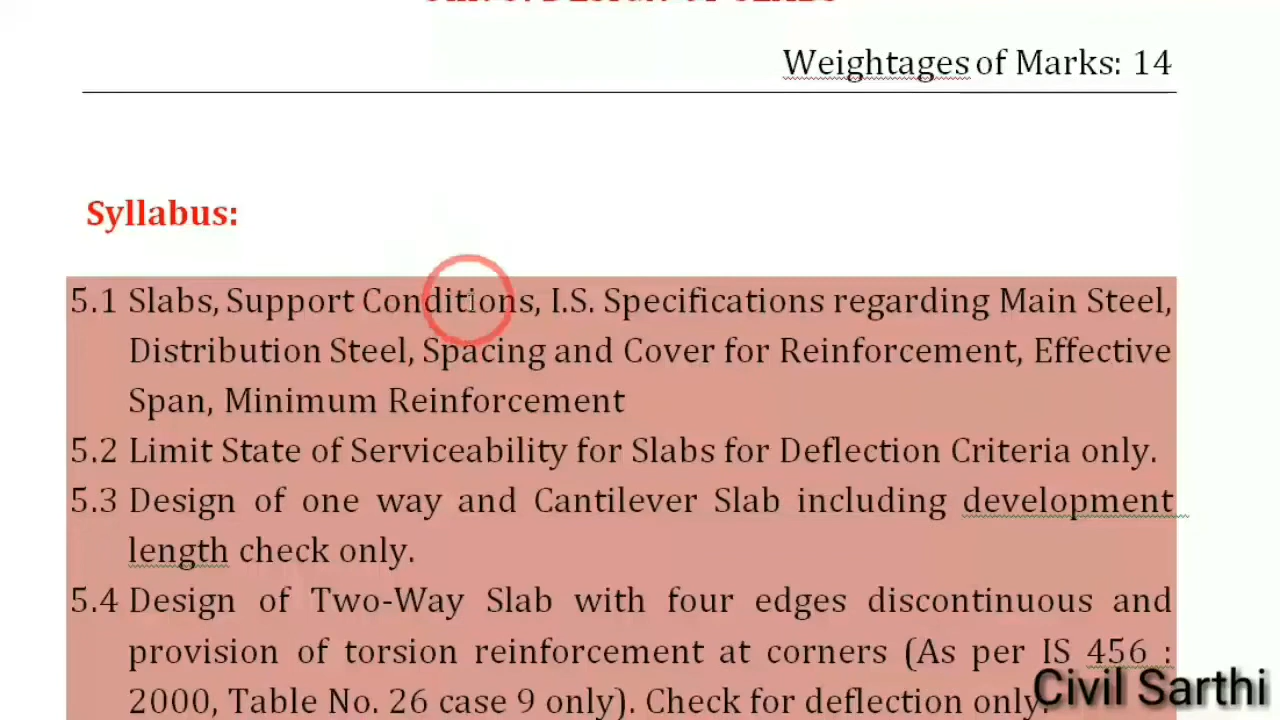 Weightages of Marks: 14
Syllabus:
5.1 Slabs, Support Conditions, I.S. Specifications regarding Main Steel,
Distribution Steel, Spacing and Cover for Reinforcement, Effective
Span, Minimum Reinforcement
5.2 Limit State of Serviceability for Slabs for Deflection Criteria only.
5.3 Design of one way and Cantilever Slab including development
length check only.
5.4 Design of Two-Way Slab with four edges discontinuous and
provision of torsion reinforcement at corners (As per IS 456 :
2000, Table No. 26 case 9 only). Check for deflection only.
Civil Sarthi